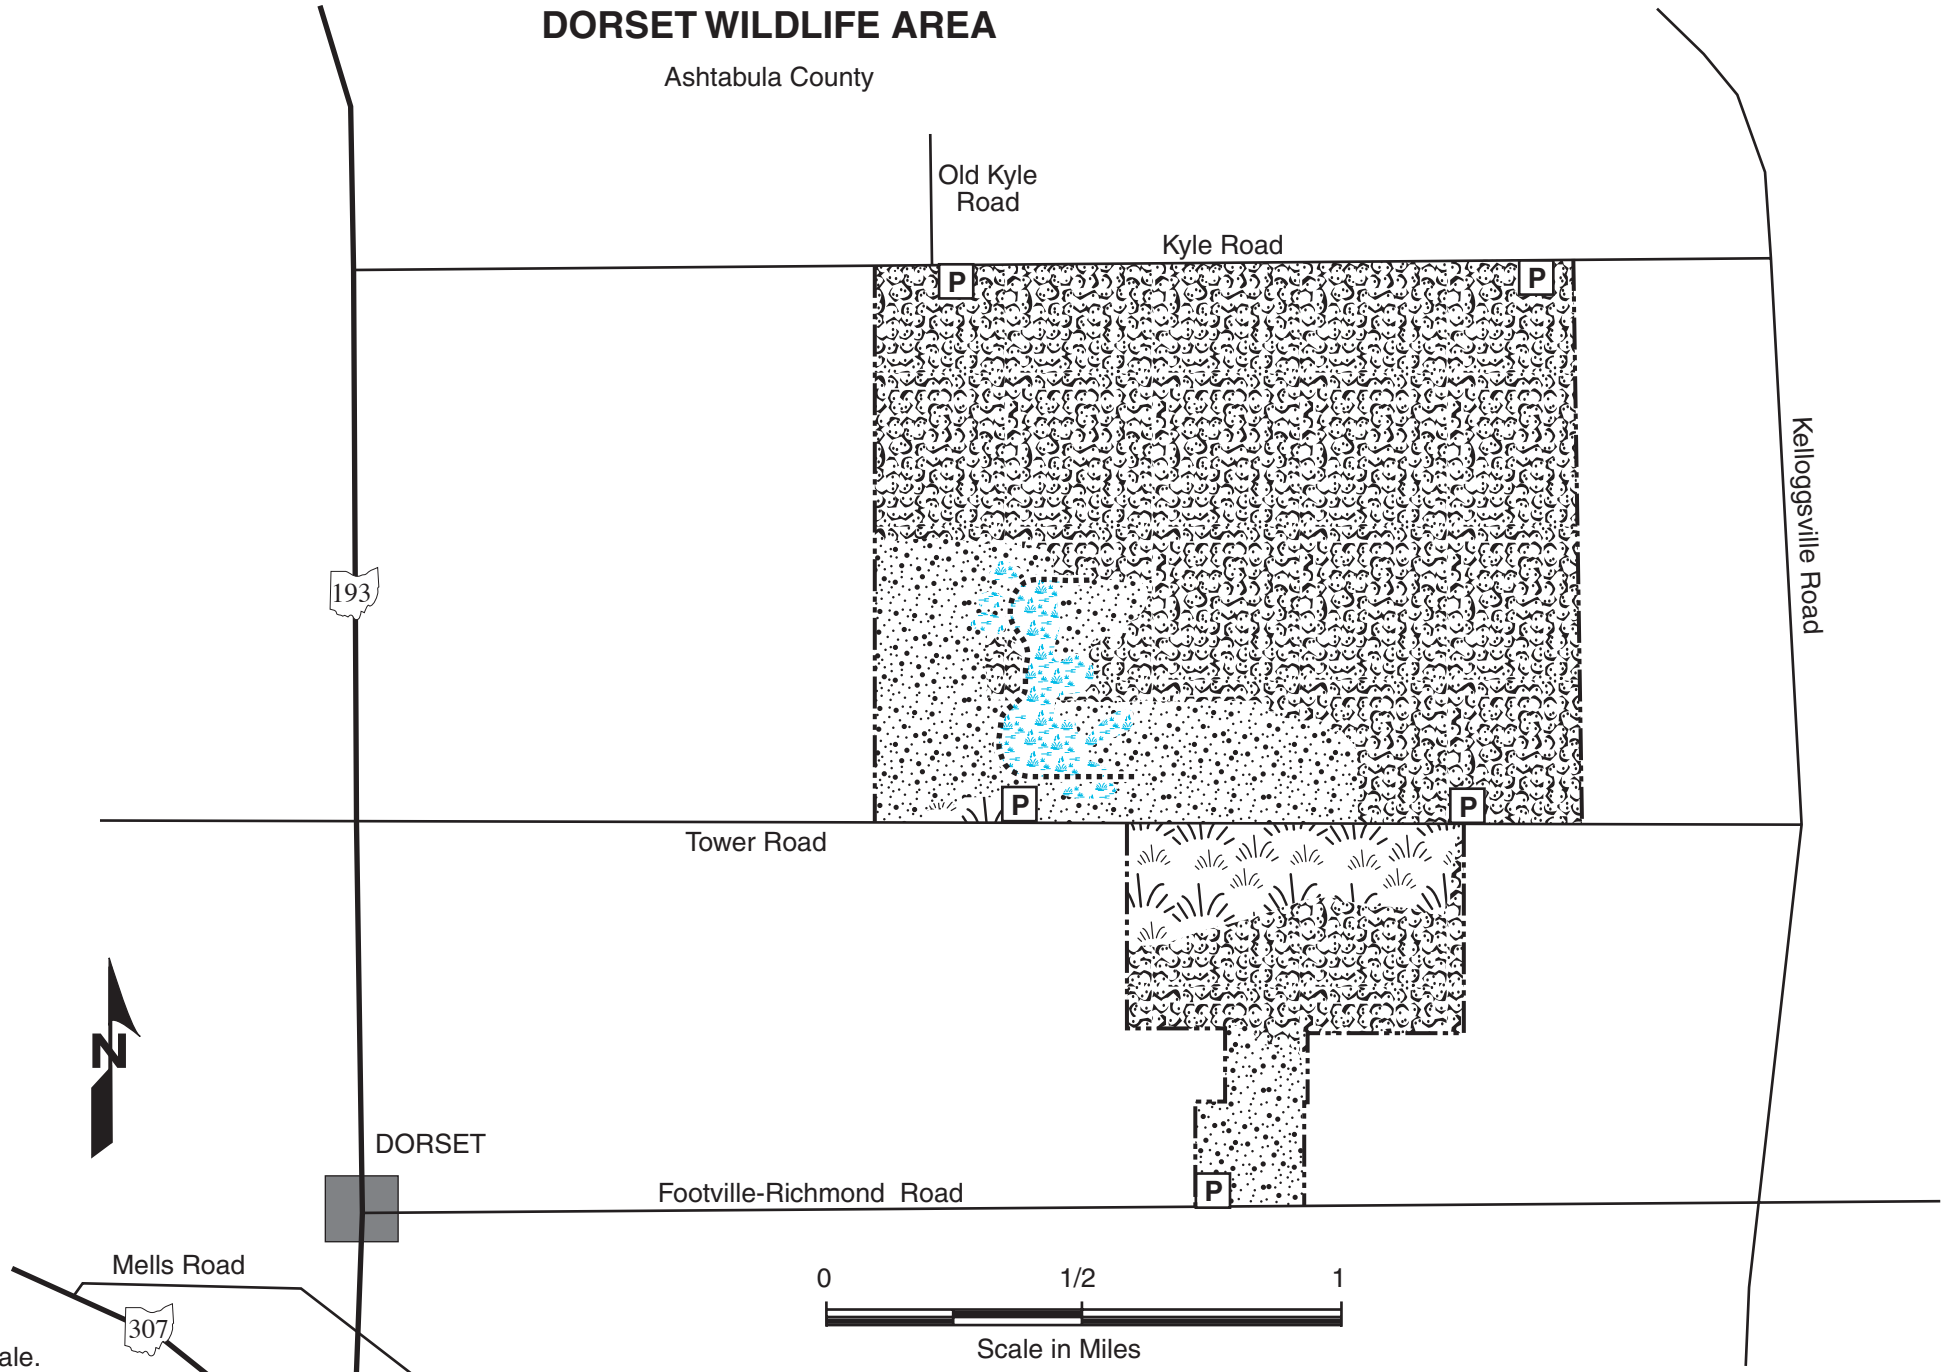 DORSET WILDLIFE AREA
Ashtabula County
Old Kyle
Road
Kyle Road
P
P
Kelloggsville Road
193
P
P
Tower Road
N
DORSET
Footville-Richmond Road
P
Mells Road
307
0 1/2 1
Scale in Miles
ale.